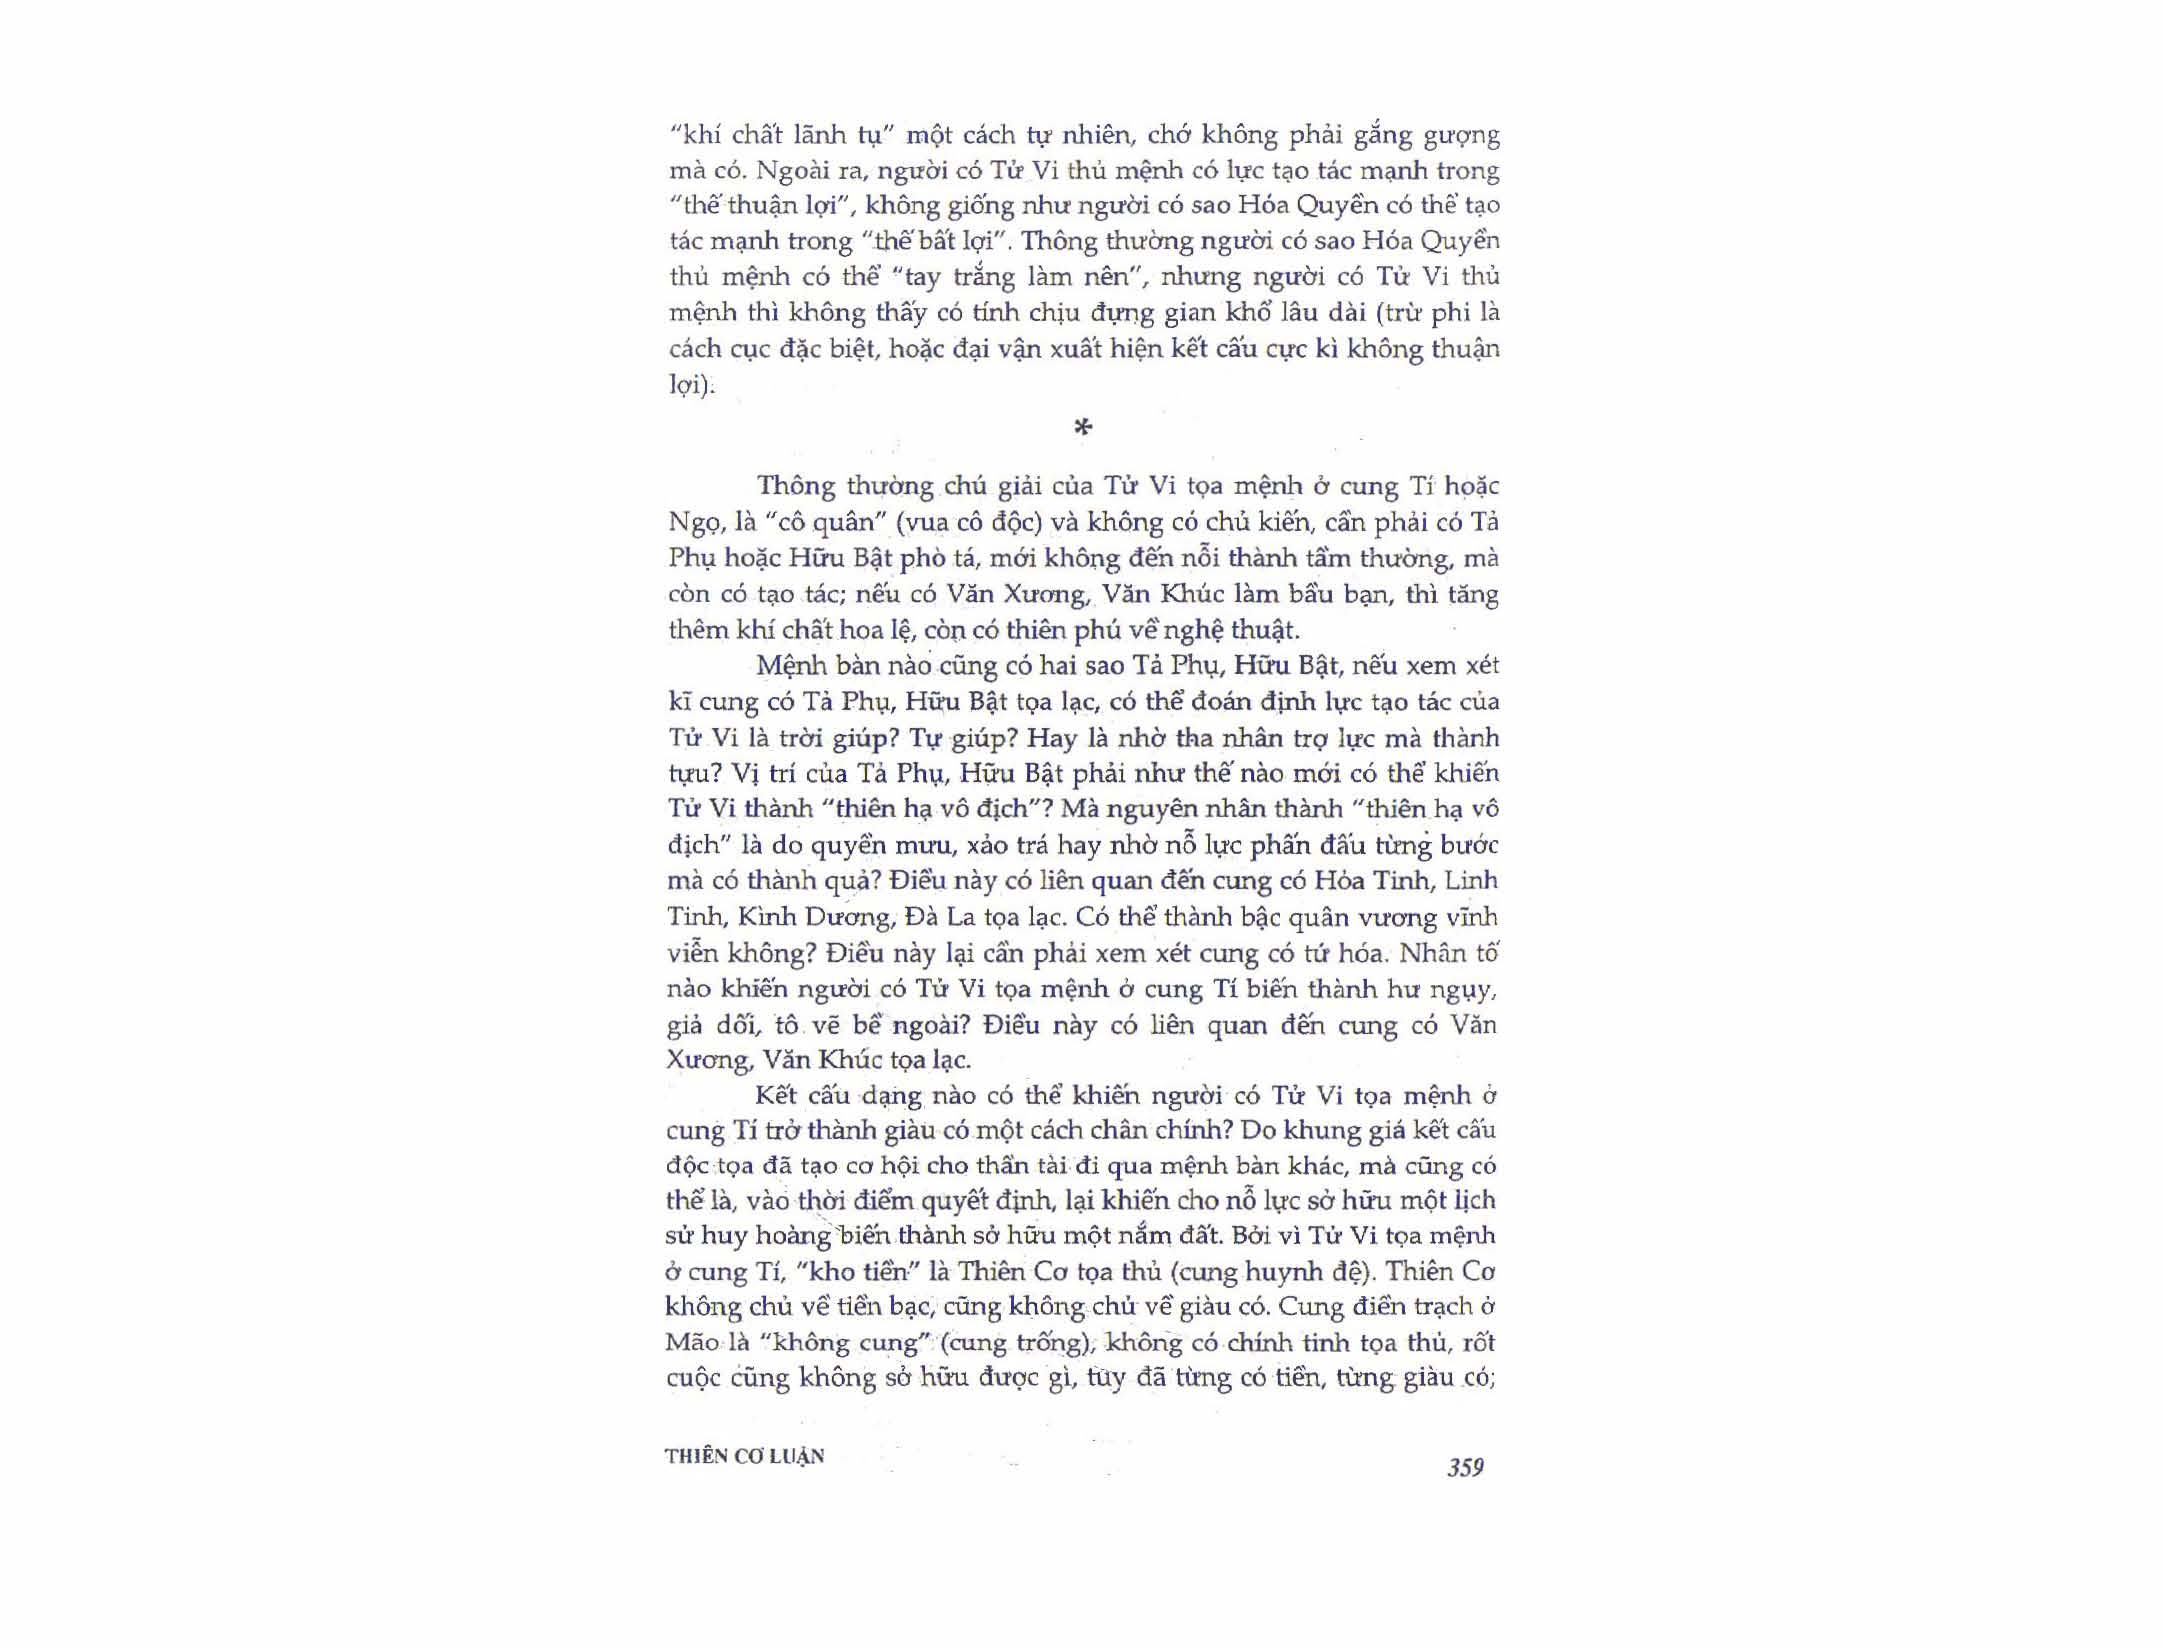 “khí chất lãnh tụ” một cách tự nhiên, chớ không phải gắng gượng
mà có. Ngoài ra, người có Tử Vi thủ mệnh có lực tạo tác mạnh trong
“thế thuận lợi”, không giống như người có sao Hóa Quyền có thể tạo
tác mạnh trong “thế bất lợi”. Thông thường người có sao Hóa Quyền
thủ mệnh có thể “tay trắng làm nên”, nhưng người có Tử Vi thủ
mệnh thì không thấy có tính chịu đựng gian khổ lâu dài (trừ phi là
cách cục đặc biệt, hoặc đại vận xuất hiện kết cấu cực kì không thuận
lợi).
*
Thông thường chú giải của Tử Vi tọa mệnh ở cung Tí hoặc
Ngọ, là “cô quân” (vua cô độc) và không có chủ kiến, cần phải có Tả
Phụ hoặc Hữu Bật phò tá, mới không đến nỗi thành tầm thường, mà
còn có tạo tác; nếu có Văn Xương, Văn Khúc làm bầu bạn, thì tăng
thêm khí chất hoa lệ, còn có thiên phú về nghệ thuật.
Mệnh bàn nào cũng có hai sao Tả Phụ, Hữu Bật, nếu xem xét
kĩ cung có Tả Phụ, Hữu Bật tọa lạc, có thể đoán định lực tạo tác của
Tử Vi là trời giúp? Tự giúp? Hay là nhờ tha nhân trợ lực mà thành
tựu? Vị trí của Tả Phụ, Hữu Bật phải như thế nào mới có thể khiến
Tử Vi thành “thiên hạ vô địch”? Mà nguyên nhân thành “thiên hạ vô
địch” là do quyền mưu, xảo trá hay nhờ nỗ lực phấn đấu từng bước
mà có thành quả? Điều này có liên quan đến cung có Hỏa Tinh, Linh
Tinh, Kình Dương, Đà La tọa lạc. Có thể thành bậc quân vương vĩnh
viễn không? Điều này lại cần phải xem xét cung có tứ hóa. Nhân tố
nào khiến người có Tử Vi tọa mệnh ở cung Tí biến thành hư ngụy,
giả dối, tô vẽ bề ngoài? Điều này có liên quan đến cung có Văn
Xương, Văn Khúc tọa lạc.
Kết cấu dạng nào có thể khiến người có Tử Vi tọa mệnh ở
cung Tí trở thành giàu có một cách chân chính? Do khung giá kết cấu
độc tọa đã tạo cơ hội cho thần tài đi qua mệnh bàn khác, mà cũng có
thể là, vào thời điểm quyết định, lại khiến cho nỗ lực sở hữu một lịch
sử huy hoàng biến thành sở hữu một nắm đất. Bởi vì Tử Vi tọa mệnh
ở cung Tí, “kho tiền” là Thiên Cơ tọa thủ (cung huynh đệ). Thiên Cơ
không chủ về tiền bạc, cũng không chủ về giàu có. Cung điền trạch ở
Mão là “không cung” (cung trống), không có chính tinh tọa thủ, rốt
cuộc cũng không sở hữu được gì, tuy đã từng có tiền, từng giàu có;
THIÊN CƠ LUẬN
359